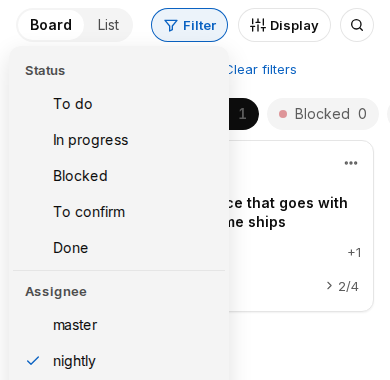 Board List Filter Display
Status
Clear filters
To do
1 Blocked 0
In progress
Blocked
ce that goes with
To confirm
me ships
Done
+1
Assignee
2/4
master
nightly